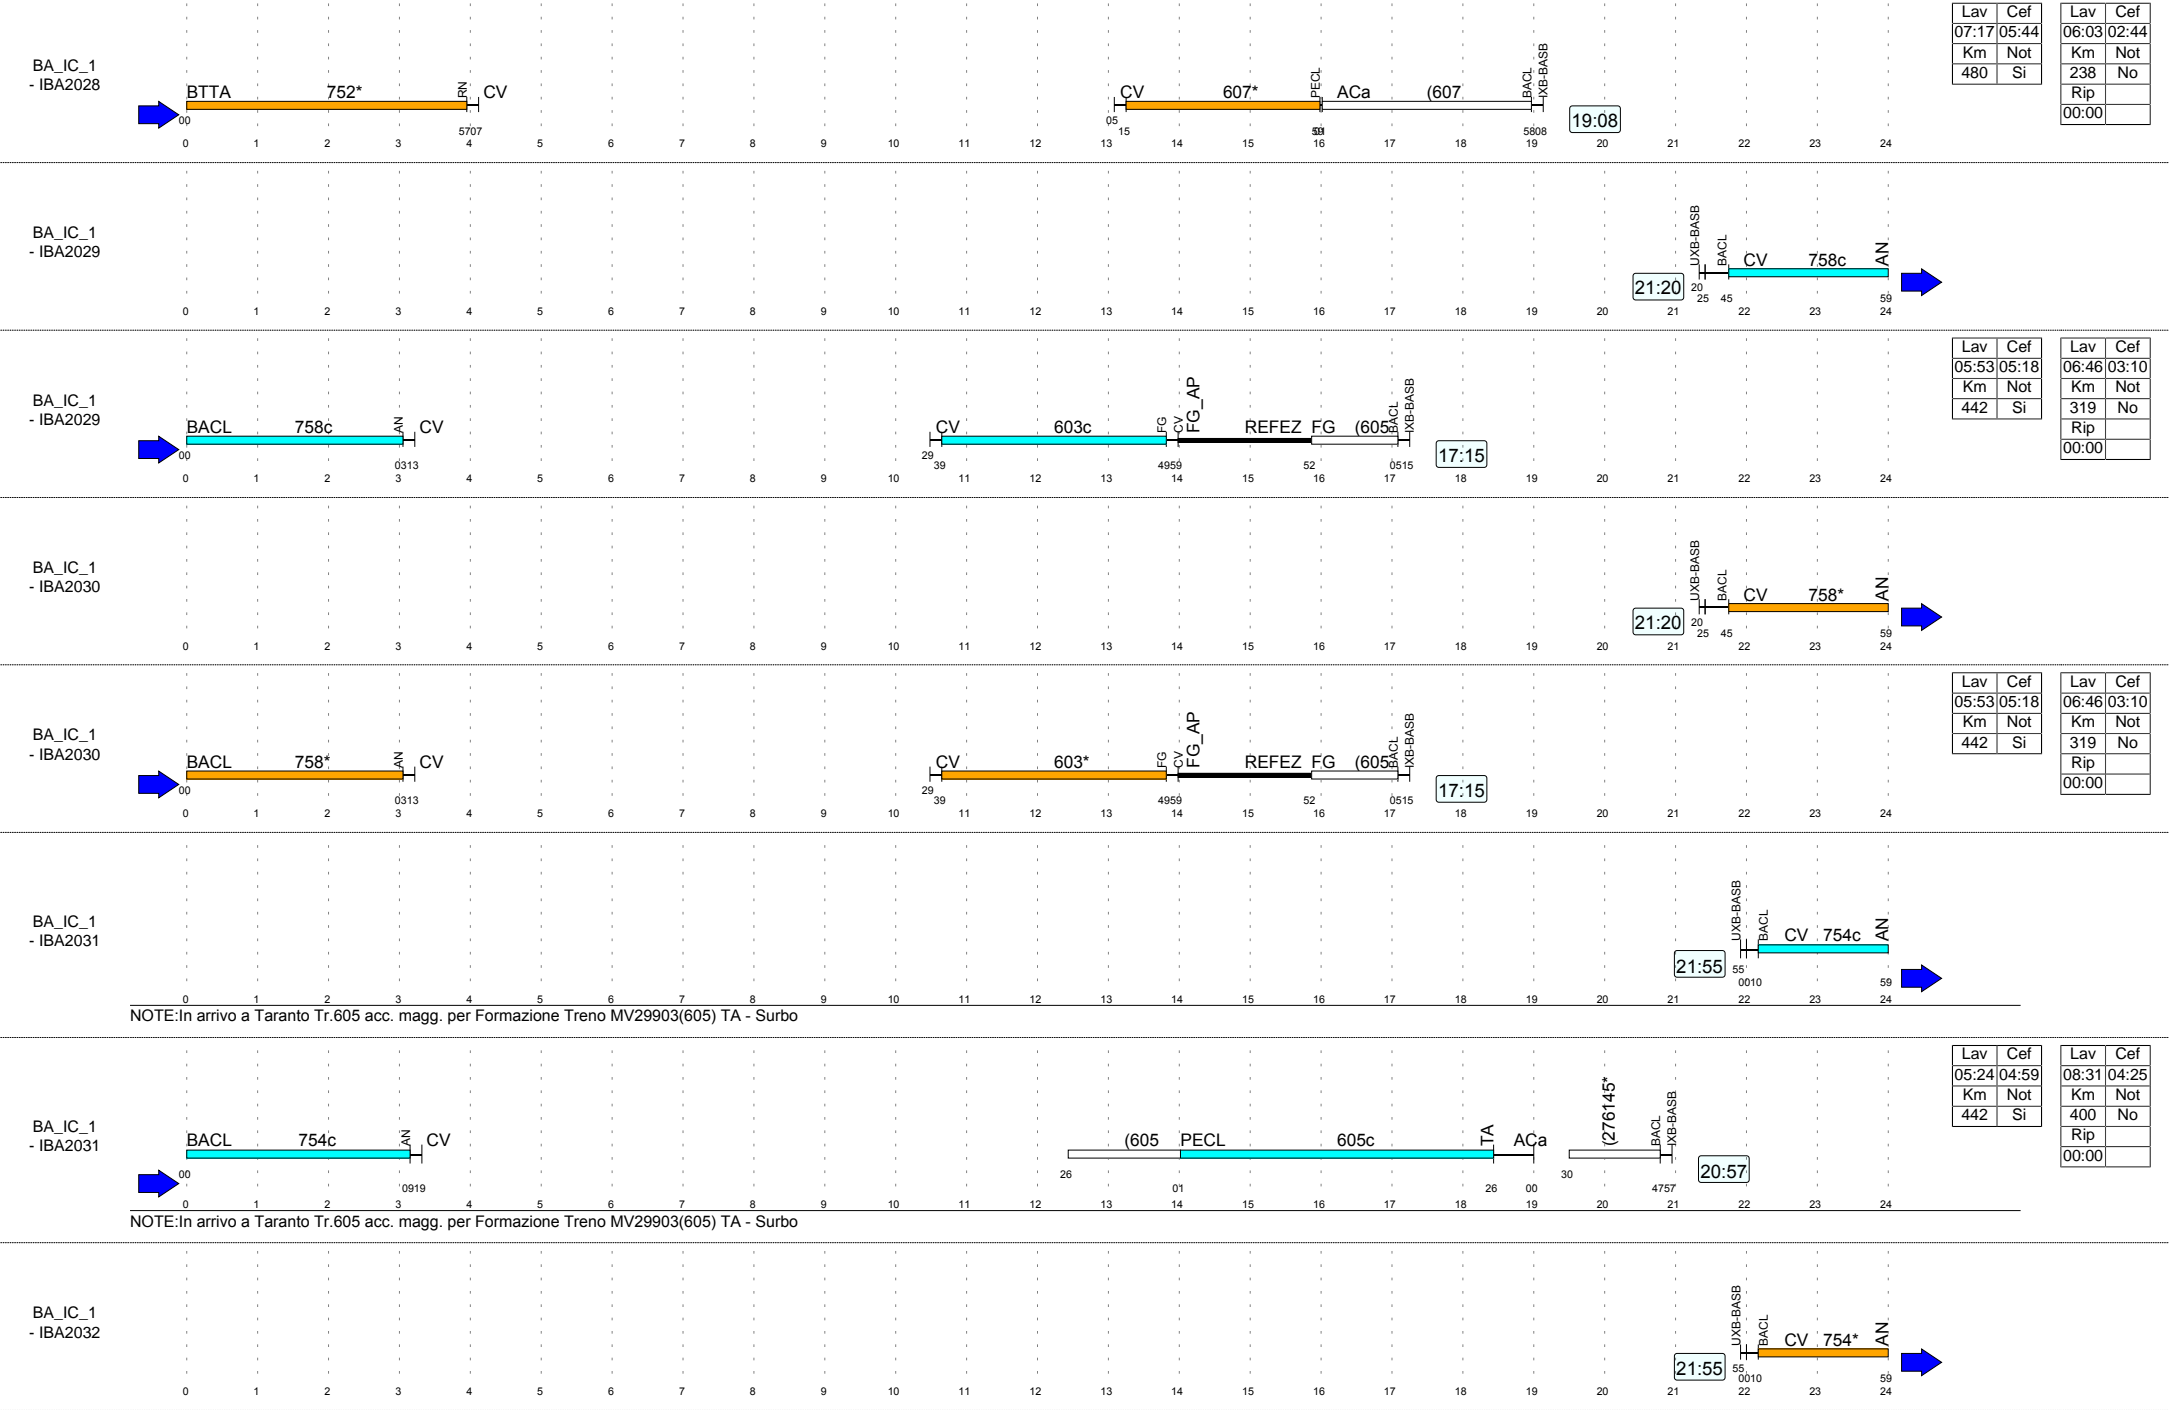 Lav Cef Lav Cef
07:17 05:44 06:03 02:44
Km Not Km Not
480 Si 238 No
Rip
00:00
BA_IC_1
- IBA2028
BTTA 752* RN CV CV 607* PECL ACa (607 BACL IXB-BASB
00 5707 05 15 01 5808 19:08
0 1 2 3 4 5 6 7 8 9 10 11 12 13 14 15 16 17 18 19 20 21 22 23 24
BA_IC_1
- IBA2029
UXB-BASB BACL CV 758c AN
21:20 20 25 45 59
0 1 2 3 4 5 6 7 8 9 10 11 12 13 14 15 16 17 18 19 20 21 22 23 24
Lav Cef Lav Cef
05:53 05:18 06:46 03:10
Km Not Km Not
442 Si 319 No
Rip
00:00
BA_IC_1
- IBA2029
BACL 758c AN CV CV 603c FG CV FG_AP REFEZ FG (605 BACL IXB-BASB
00 0313 29 39 4959 52 0515 17:15
0 1 2 3 4 5 6 7 8 9 10 11 12 13 14 15 16 17 18 19 20 21 22 23 24
BA_IC_1
- IBA2030
UXB-BASB BACL CV 758* AN
21:20 20 25 45 59
0 1 2 3 4 5 6 7 8 9 10 11 12 13 14 15 16 17 18 19 20 21 22 23 24
Lav Cef Lav Cef
05:53 05:18 06:46 03:10
Km Not Km Not
442 Si 319 No
Rip
00:00
BA_IC_1
- IBA2030
BACL 758* AN CV CV 603* FG CV FG_AP REFEZ FG (605 BACL IXB-BASB
00 0313 29 39 4959 52 0515 17:15
0 1 2 3 4 5 6 7 8 9 10 11 12 13 14 15 16 17 18 19 20 21 22 23 24
BA_IC_1
- IBA2031
UXB-BASB BACL CV 754c AN
21:55 55 0010 59
0 1 2 3 4 5 6 7 8 9 10 11 12 13 14 15 16 17 18 19 20 21 22 23 24
NOTE:In arrivo a Taranto Tr.605 acc. magg. per Formazione Treno MV29903(605) TA - Surbo
Lav Cef Lav Cef
05:24 04:59 08:31 04:25
Km Not Km Not
442 Si 400 No
Rip
00:00
BA_IC_1
- IBA2031
BACL 754c AN CV (605 PECL 605c TA ACa (276145* BACL IXB-BASB
00 0919 26 01 26 00 30 4757 20:57
0 1 2 3 4 5 6 7 8 9 10 11 12 13 14 15 16 17 18 19 20 21 22 23 24
NOTE:In arrivo a Taranto Tr.605 acc. magg. per Formazione Treno MV29903(605) TA - Surbo
BA_IC_1
- IBA2032
UXB-BASB BACL CV 754* AN
21:55 55 0010 59
0 1 2 3 4 5 6 7 8 9 10 11 12 13 14 15 16 17 18 19 20 21 22 23 24